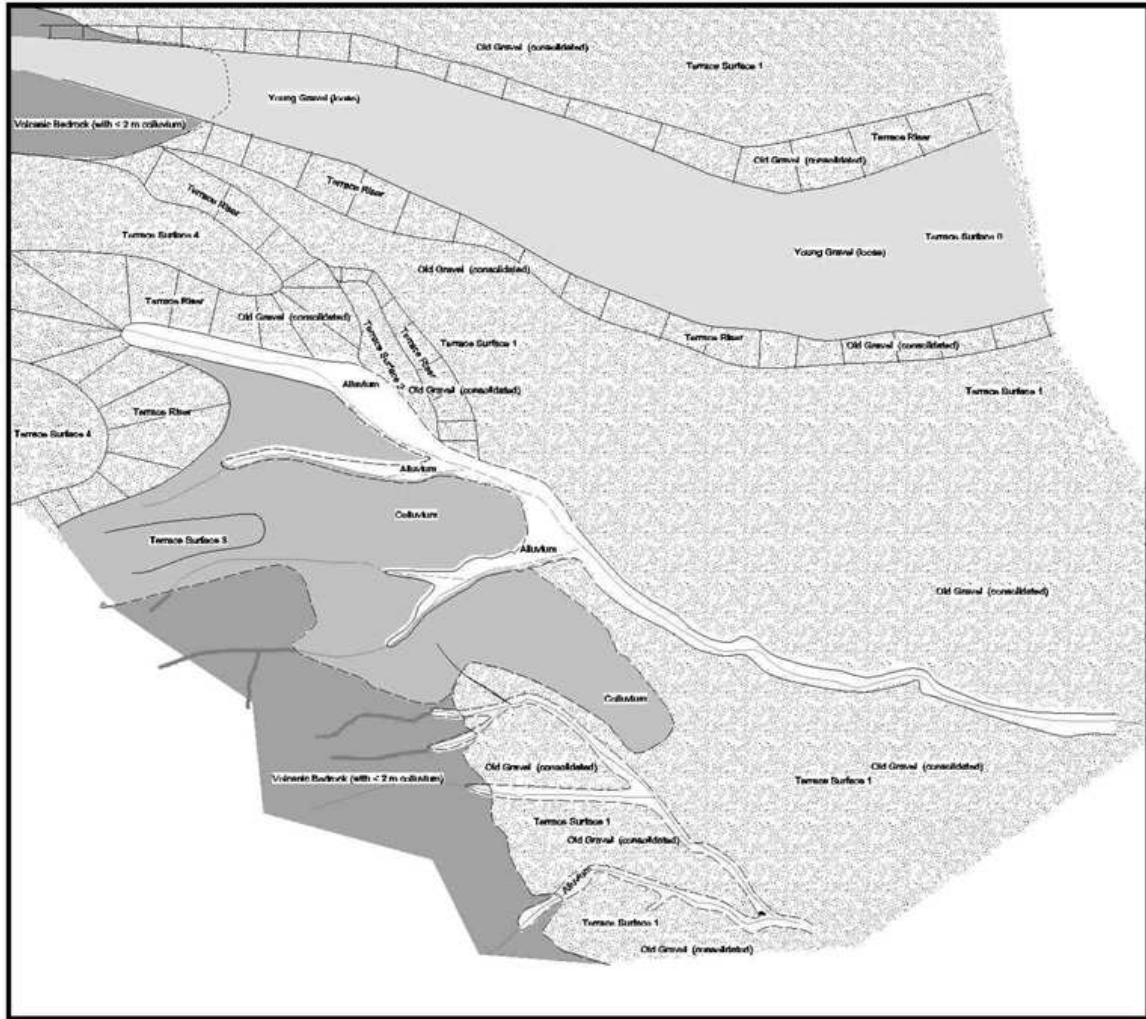 Old Gravel (consolidated)
Terrace Surface 1
Young Gravel (loose)
Volcanic Bedrock (with < 2 m colluvium)
Terrace Riser
Old Gravel (consolidated)
Terrace Riser
Terrace Riser
Terrace Surface 4
Terrace Surface 0
Young Gravel (loose)
Old Gravel (consolidated)
Terrace Riser
Old Gravel (consolidated)
Terrace Riser
Old Gravel (consolidated)
Terrace Surface 1
Terrace Riser
Terrace Surface 2
Alluvium
Old Gravel (consolidated)
Terrace Surface 1
Terrace Riser
Terrace Surface 4
Alluvium
Colluvium
Terrace Surface 3
Alluvium
Old Gravel (consolidated)
Colluvium
Old Gravel (consolidated)
Old Gravel (consolidated)
Volcanic Bedrock (with < 2 m colluvium)
Terrace Surface 1
Terrace Surface 1
Old Gravel (consolidated)
Alluvium
Terrace Surface 1
Old Gravel (consolidated)